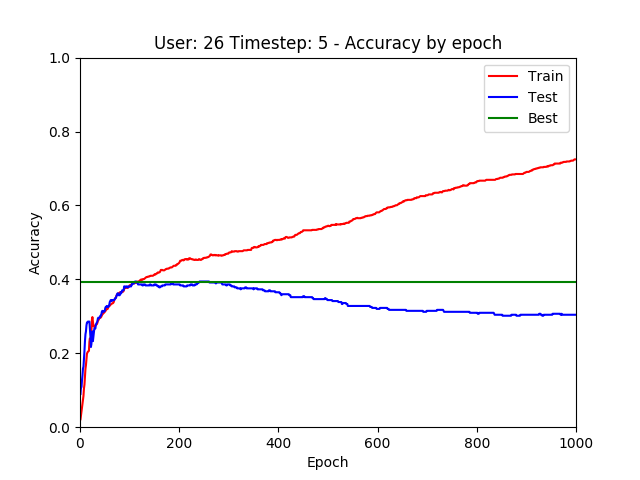 User: 26 Timestep: 5 - Accuracy by epoch
1.0
0.8
0.6
0.4
0.2
0.0
Accuracy
Train
Test
Best
0 200 400 600 800 1000
Epoch